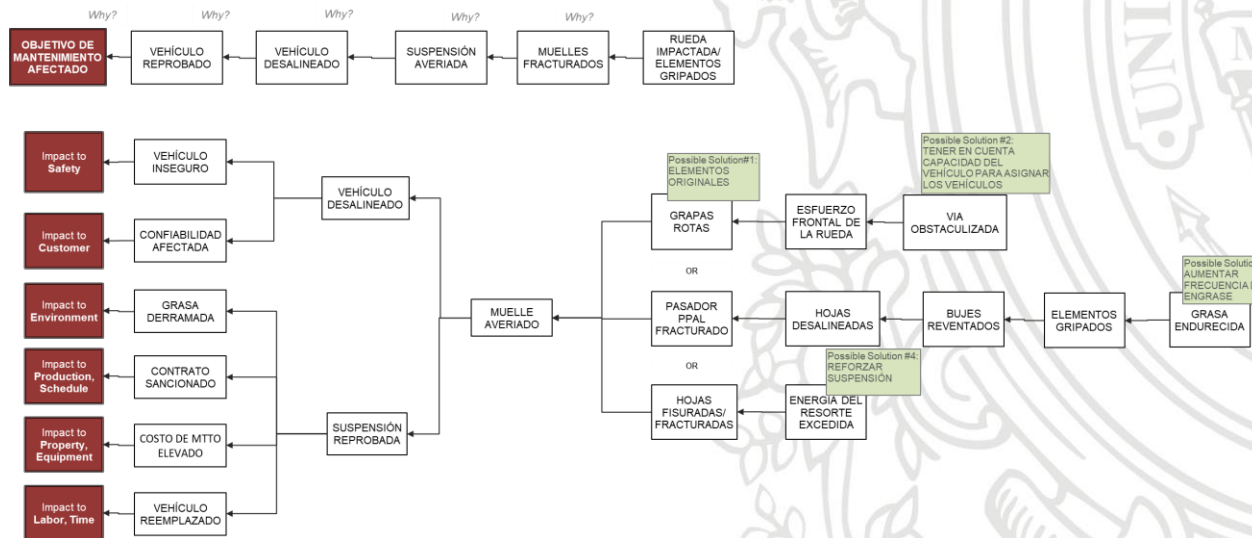 Why?
Why?
Why?
Why?
Why?
OBJETIVO DE
MANTENIMIENTO
AFECTADO
VEHÍCULO
REPROBADO
VEHÍCULO
DESALINEADO
SUSPENSIÓN
AVERIADA
MUELLES
FRACTURADOS
RUEDA
IMPACTADA/
ELEMENTOS
GRIPADOS
Impact to
Safety
VEHÍCULO
INSEGURO
VEHÍCULO
DESALINEADO
Impact to
Customer
CONFIABILIDAD
AFECTADA
Possible Solution#1:
ELEMENTOS
ORIGINALES
GRAPAS
ROTAS
ESFUERZO
FRONTAL DE
LA RUEDA
Possible Solution #2:
TENER EN CUENTA
CAPACIDAD DEL
VEHÍCULO PARA ASIGNAR
LOS VEHÍCULOS
VIA
OBSTACULIZADA
OR
Impact to
Environment
GRASA
DERRAMADA
MUELLE
AVERIADO
PASADOR
PPAL
FRACTURADO
HOJAS
DESALINEADAS
BUJES
REVENTADOS
ELEMENTOS
GRIPADOS
Possible Solutio
AUMENTAR
FRECUENCIA
ENGRASE
GRASA
ENDURECIDA
OR
Impact to
Production,
Schedule
CONTRATO
SANCIONADO
SUSPENSIÓN
REPROBADA
HOJAS
FISURADAS/
FRACTURADAS
Possible Solution #4:
REFORZAR
SUSPENSIÓN
ENERGÍA DEL
RESORTE
EXCEDIDA
Impact to
Property,
Equipment
COSTO DE MTTO
ELEVADO
Impact to
Labor, Time
VEHÍCULO
REEMPLAZADO
UNI
M